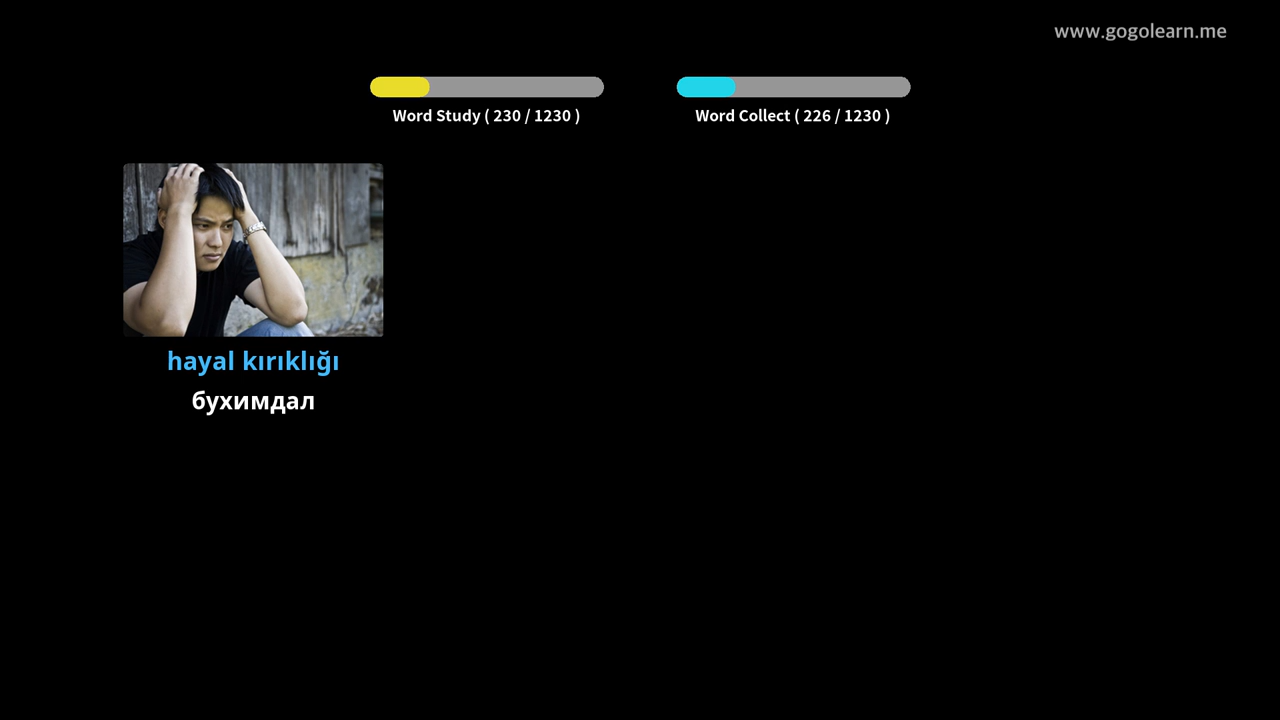 www.gogolearn.me
Word Study ( 230 / 1230 )
Word Collect ( 226 / 1230 )
hayal kırıklığı
бухимдал